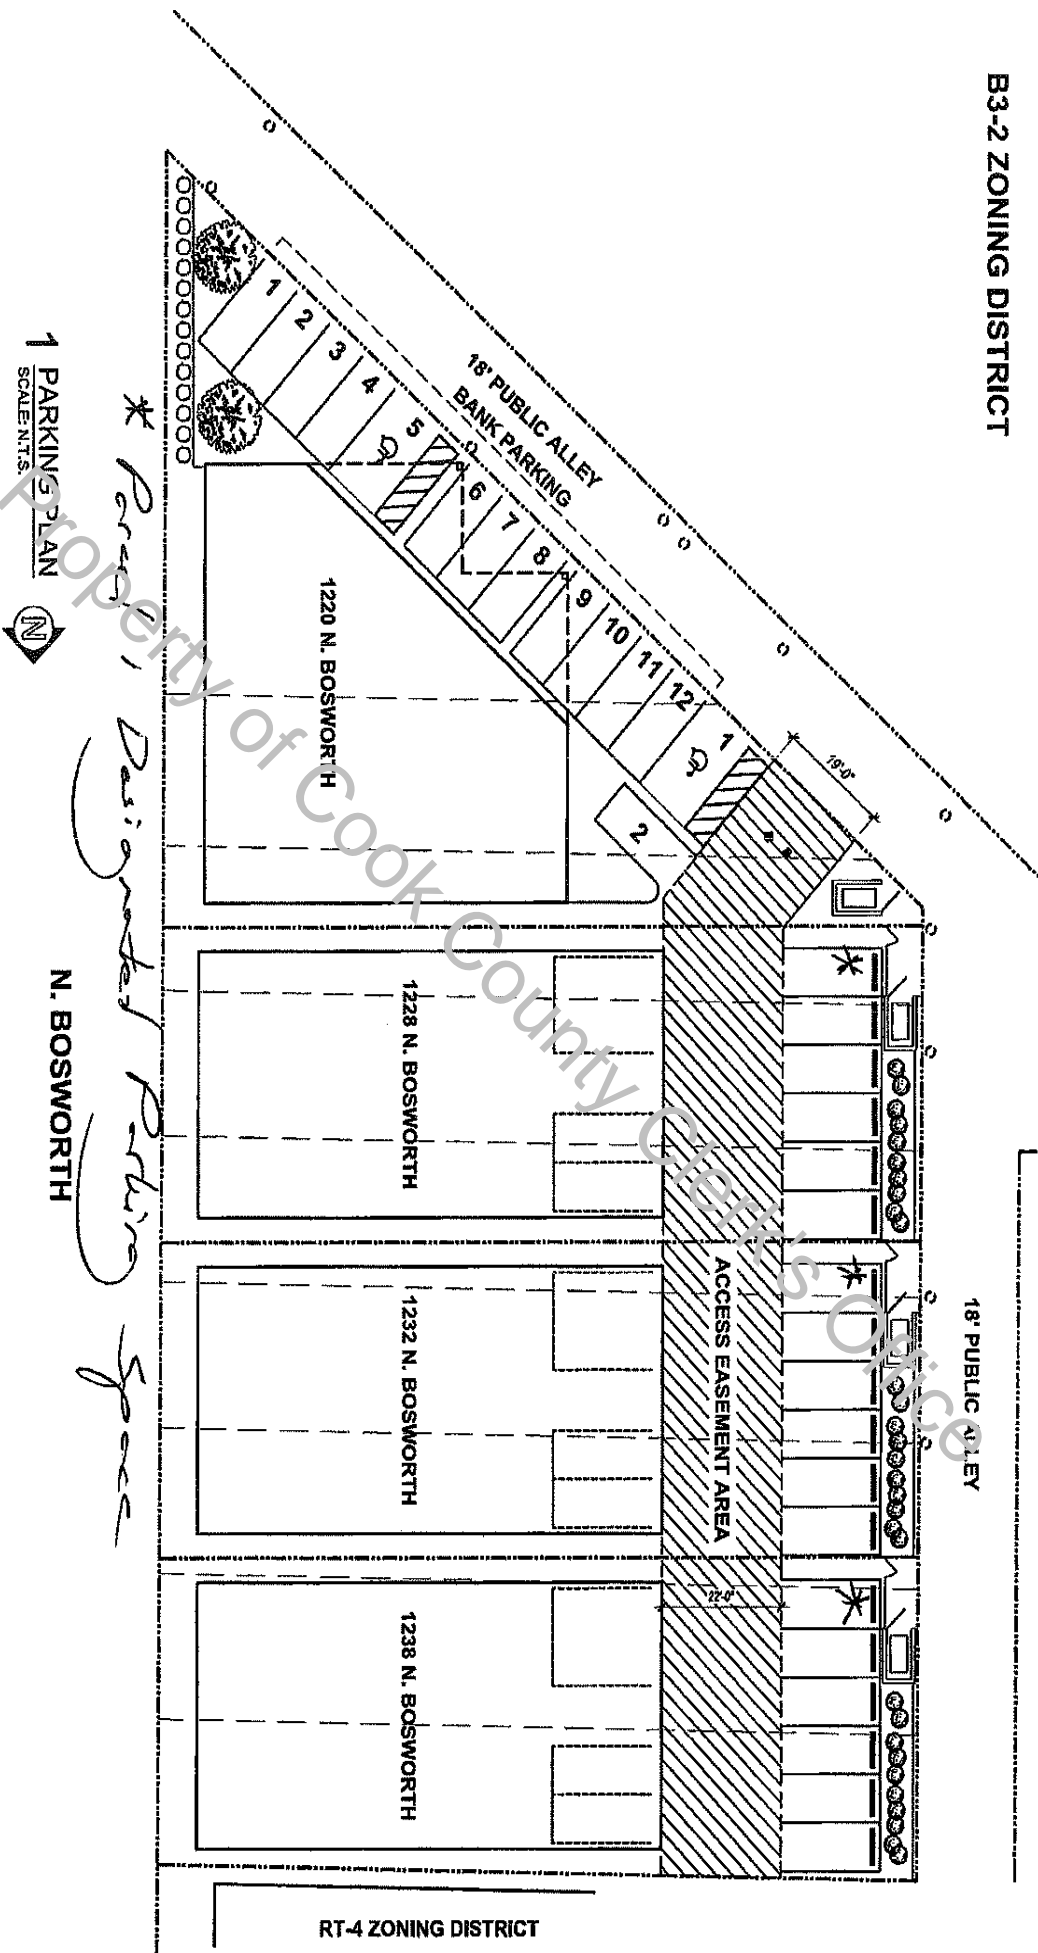 B3-2 ZONING DISTRICT
18' PUBLIC ALLEY
BANK PARKING
1
2
3
4
5
6
7
8
9
10
11
12
1
2
19'-0"
1220 N. BOSWORTH
1228 N. BOSWORTH
1232 N. BOSWORTH
1238 N. BOSWORTH
ACCESS EASEMENT AREA
22'-0"
18' PUBLIC ALLEY
RT-4 ZONING DISTRICT
N. BOSWORTH
1 PARKING PLAN
SCALE: N.T.S.
N
* Designated Parking Space
Property of Cook County Clerk's Office